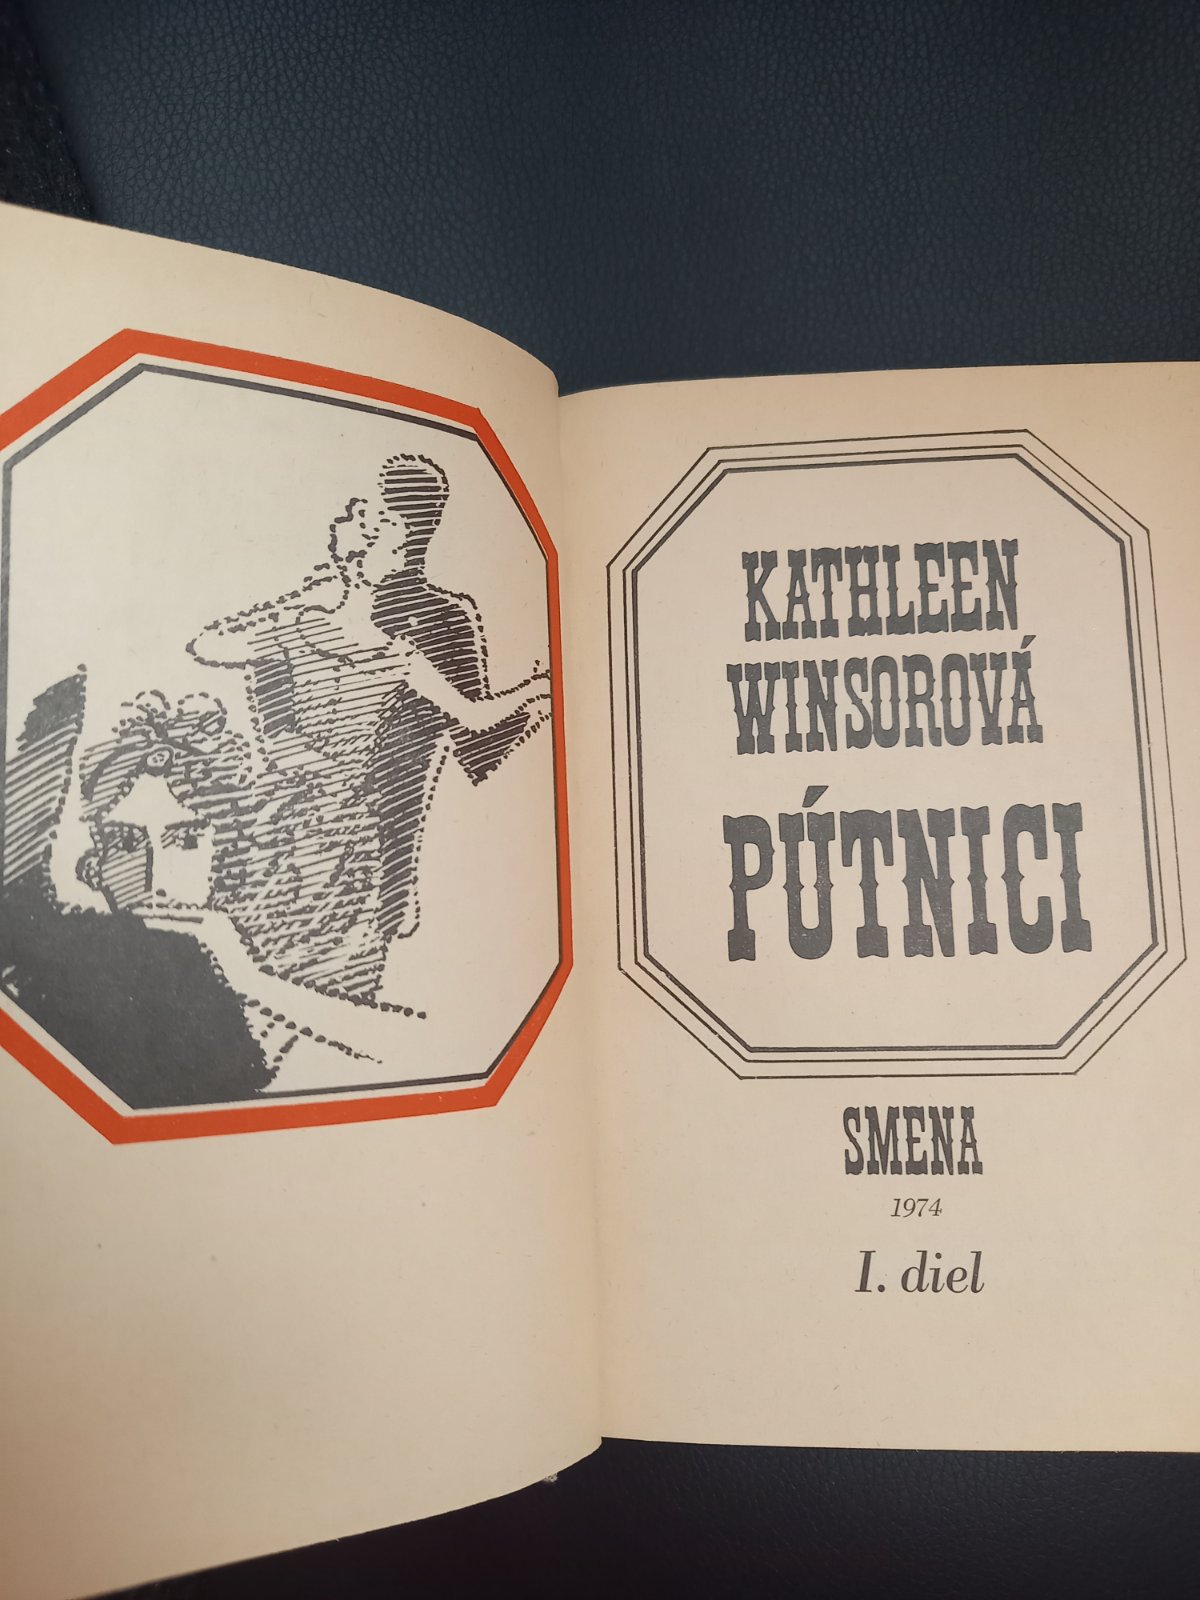 KATHLEEN
WINSOROVÁ
PÚTNICI
SMENA
1974
I. diel